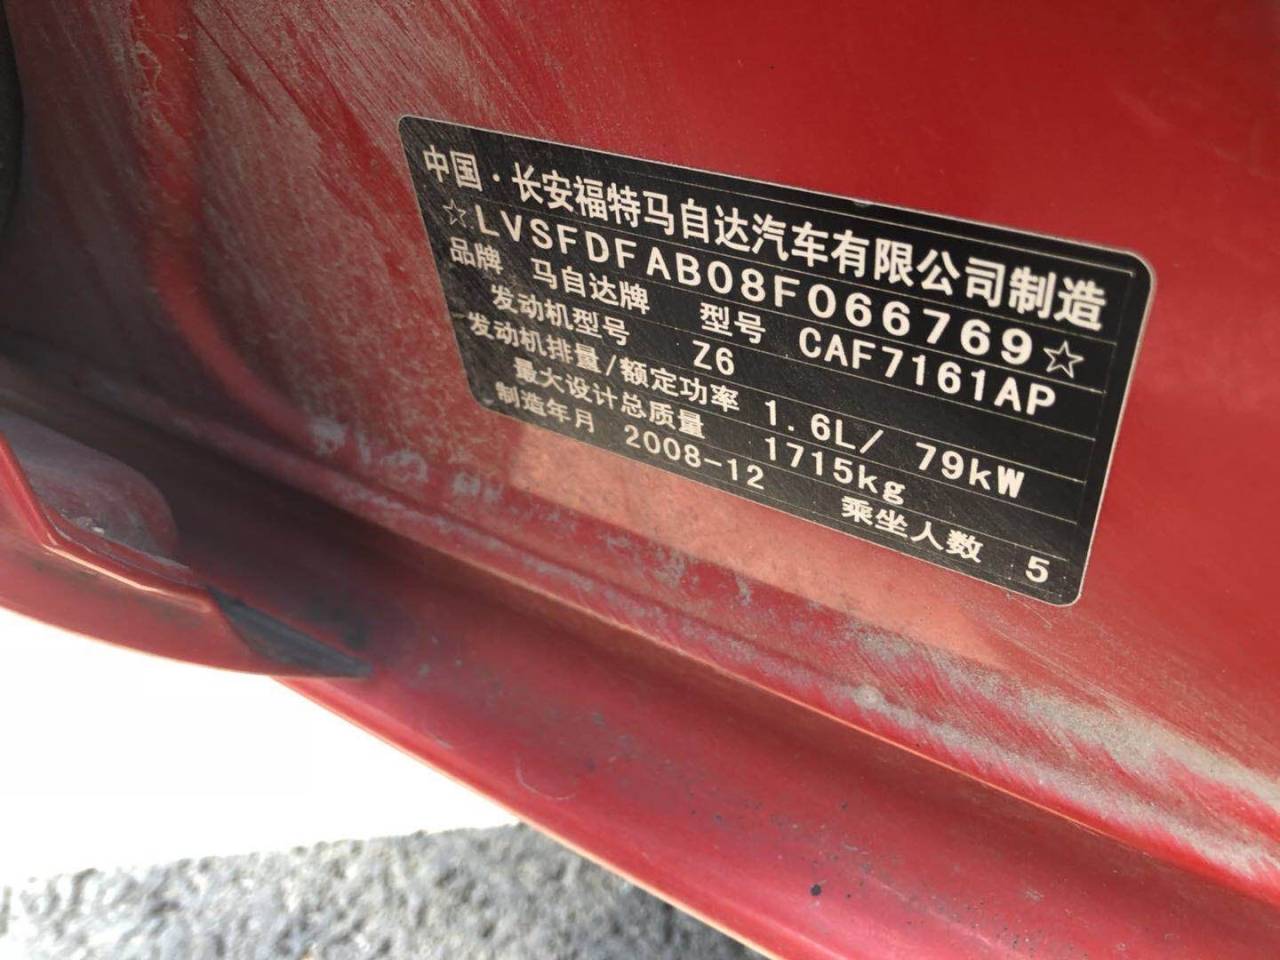 中国·长安福特马自达汽车有限公司制造
☆LVSFDFAB08F066769☆
品牌 马自达牌 型号 CAF7161AP
发动机型号 Z6
发动机排量/额定功率 1.6L/ 79kW
最大设计总质量 1715kg
制造年月 2008-12 乘坐人数 5